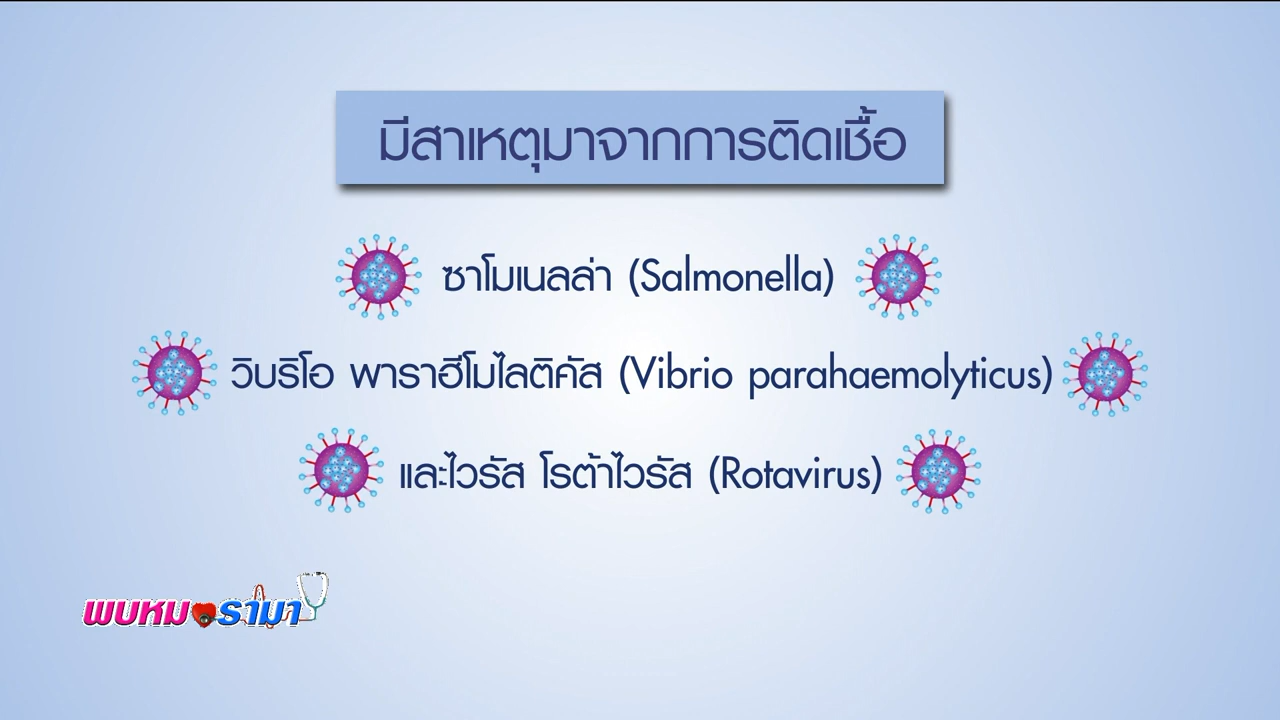 มีสาเหตุมาจากการติดเชื้อ
ซาโมเนลล่า (Salmonella)
วิบริโอ พาราฮีโมไลติคัส (Vibrio parahaemolyticus)
และไวรัส โรต้าไวรัส (Rotavirus)
พบหมอรามา